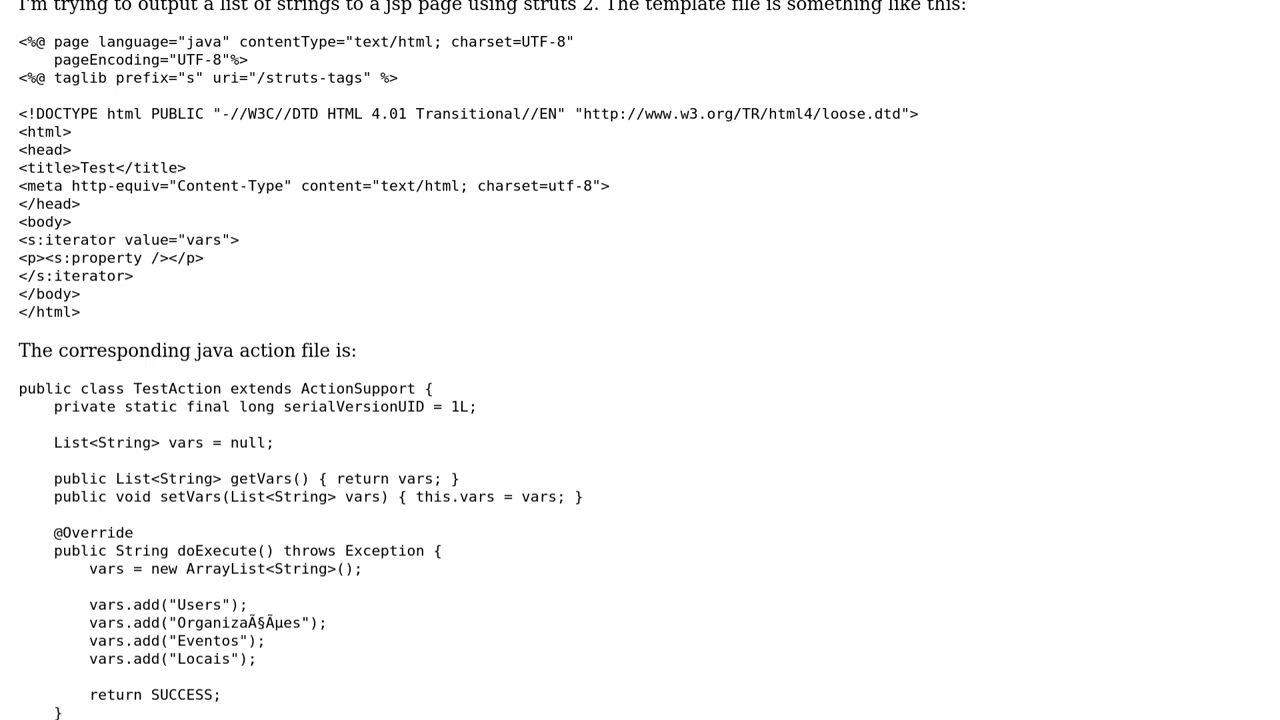 I'm trying to output a list of strings to a jsp page using struts 2. The template file is something like this:
<%@ page language="java" contentType="text/html; charset=UTF-8"
    pageEncoding="UTF-8"%>
<%@ taglib prefix="s" uri="/struts-tags" %>
<!DOCTYPE html PUBLIC "-//W3C//DTD HTML 4.01 Transitional//EN" "http://www.w3.org/TR/html4/loose.dtd">
<html>
<head>
<title>Test</title>
<meta http-equiv="Content-Type" content="text/html; charset=utf-8">
</head>
<body>
<s:iterator value="vars">
<p><s:property /></p>
</s:iterator>
</body>
</html>
The corresponding java action file is:
public class TestAction extends ActionSupport {
    private static final long serialVersionUID = 1L;
    List<String> vars = null;
    public List<String> getVars() { return vars; }
    public void setVars(List<String> vars) { this.vars = vars; }
    @Override
    public String doExecute() throws Exception {
        vars = new ArrayList<String>();
        vars.add("Users");
        vars.add("OrganizaÃ§Ãµes");
        vars.add("Eventos");
        vars.add("Locais");
        return SUCCESS;
    }